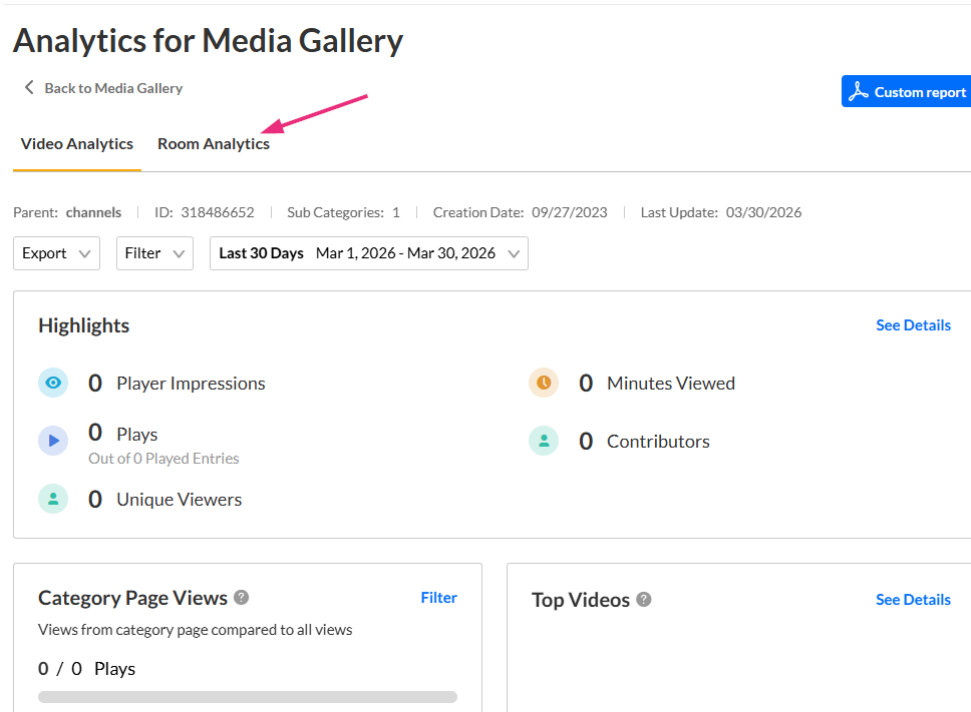 Analytics for Media Gallery
Back to Media Gallery
Custom report
Video Analytics Room Analytics
Parent: channels ID: 318486652 Sub Categories: 1 Creation Date: 09/27/2023 Last Update: 03/30/2026
Export Filter Last 30 Days Mar 1, 2026 - Mar 30, 2026
Highlights See Details
0 Player Impressions 0 Minutes Viewed
0 Plays 0 Contributors
Out of 0 Played Entries
0 Unique Viewers
Category Page Views ? Filter
Views from category page compared to all views
0 / 0 Plays
Top Videos ? See Details